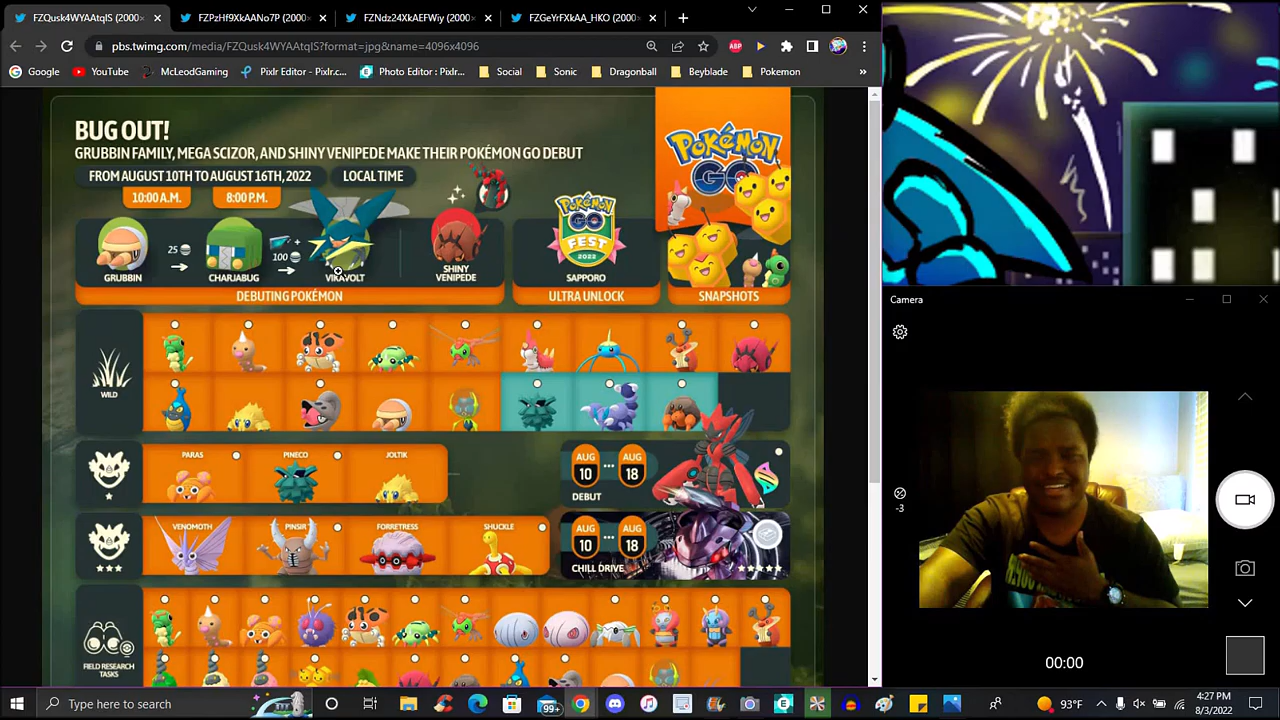 FZQusk4WYAAtqIS (2000×
FZPzHf9XkAANo7P (2000×
FZNdz24XkAEFWiy (2000×
FZGeYrFXkAA_HKO (2000×
pbs.twimg.com/media/FZQusk4WYAAtqIS?format=jpg&name=4096x4096
ABP
Google
YouTube
McLeodGaming
Pixlr Editor - Pixlr.c...
Photo Editor : Pixlr...
Social
Sonic
Dragonball
Beyblade
Pokemon
»
BUG OUT!
GRUBBIN FAMILY, MEGA SCIZOR, AND SHINY VENIPEDE MAKE THEIR POKÉMON GO DEBUT
FROM AUGUST 10TH TO AUGUST 16TH, 2022
LOCAL TIME
10:00 A.M.
8:00 P.M.
POKéMON
GO
25
100
+
GRUBBIN
CHARJABUG
VIKAVOLT
SHINY
VENIPEDE
POKéMON
GO
FEST
2022
SAPPORO
DEBUTING POKÉMON
ULTRA UNLOCK
SNAPSHOTS
WILD
PARAS
PINECO
JOLTIK
AUG
10
...
AUG
18
DEBUT
VENOMOTH
PINSIR
FORRETRESS
SHUCKLE
AUG
10
...
AUG
18
CHILL DRIVE
FIELD RESEARCH
TASKS
Camera
-3
00:00
Type here to search
99+
93°F
4:27 PM
8/3/2022